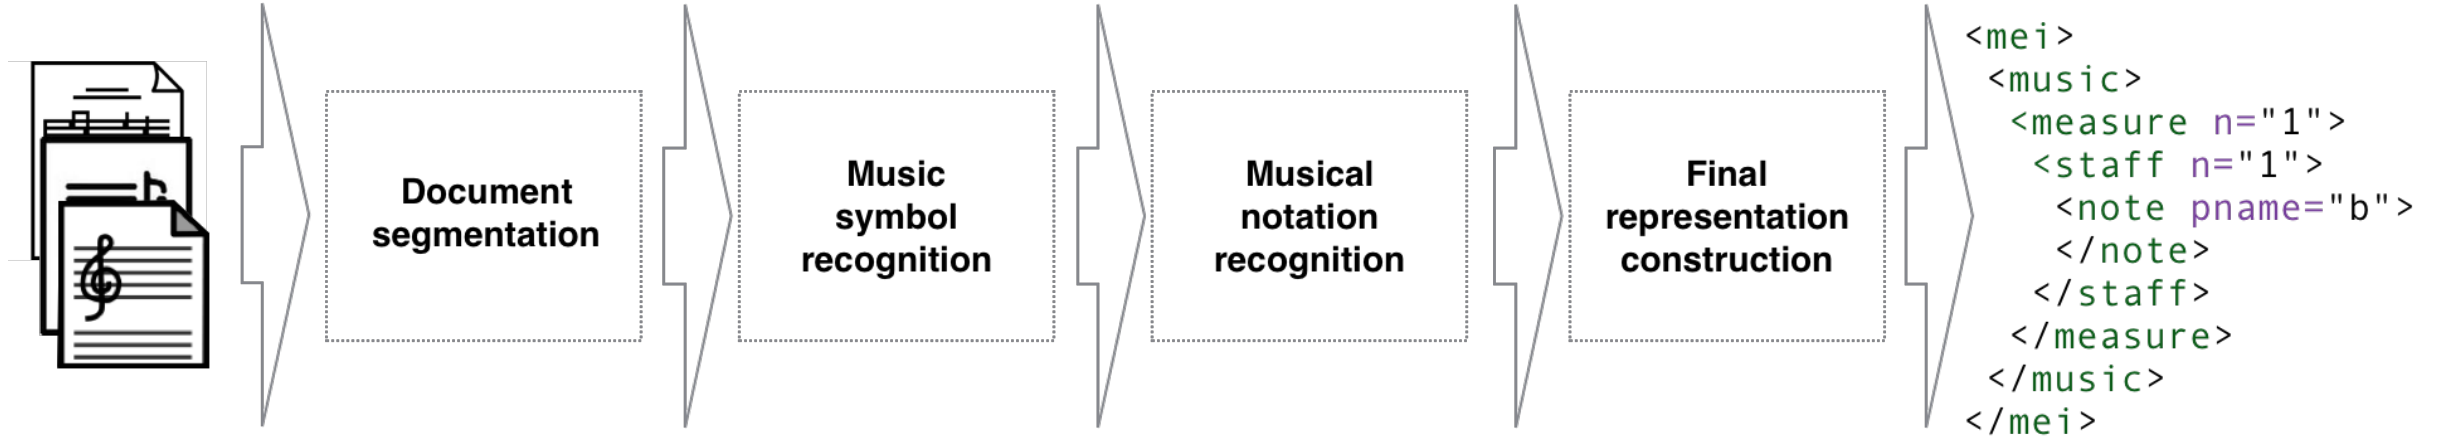 Document
segmentation
Music
symbol
recognition
Musical
notation
recognition
Final
representation
construction
<mei>
<music>
<measure n="1">
<staff n="1">
<note pname="b">
</note>
</staff>
</measure>
</music>
</mei>